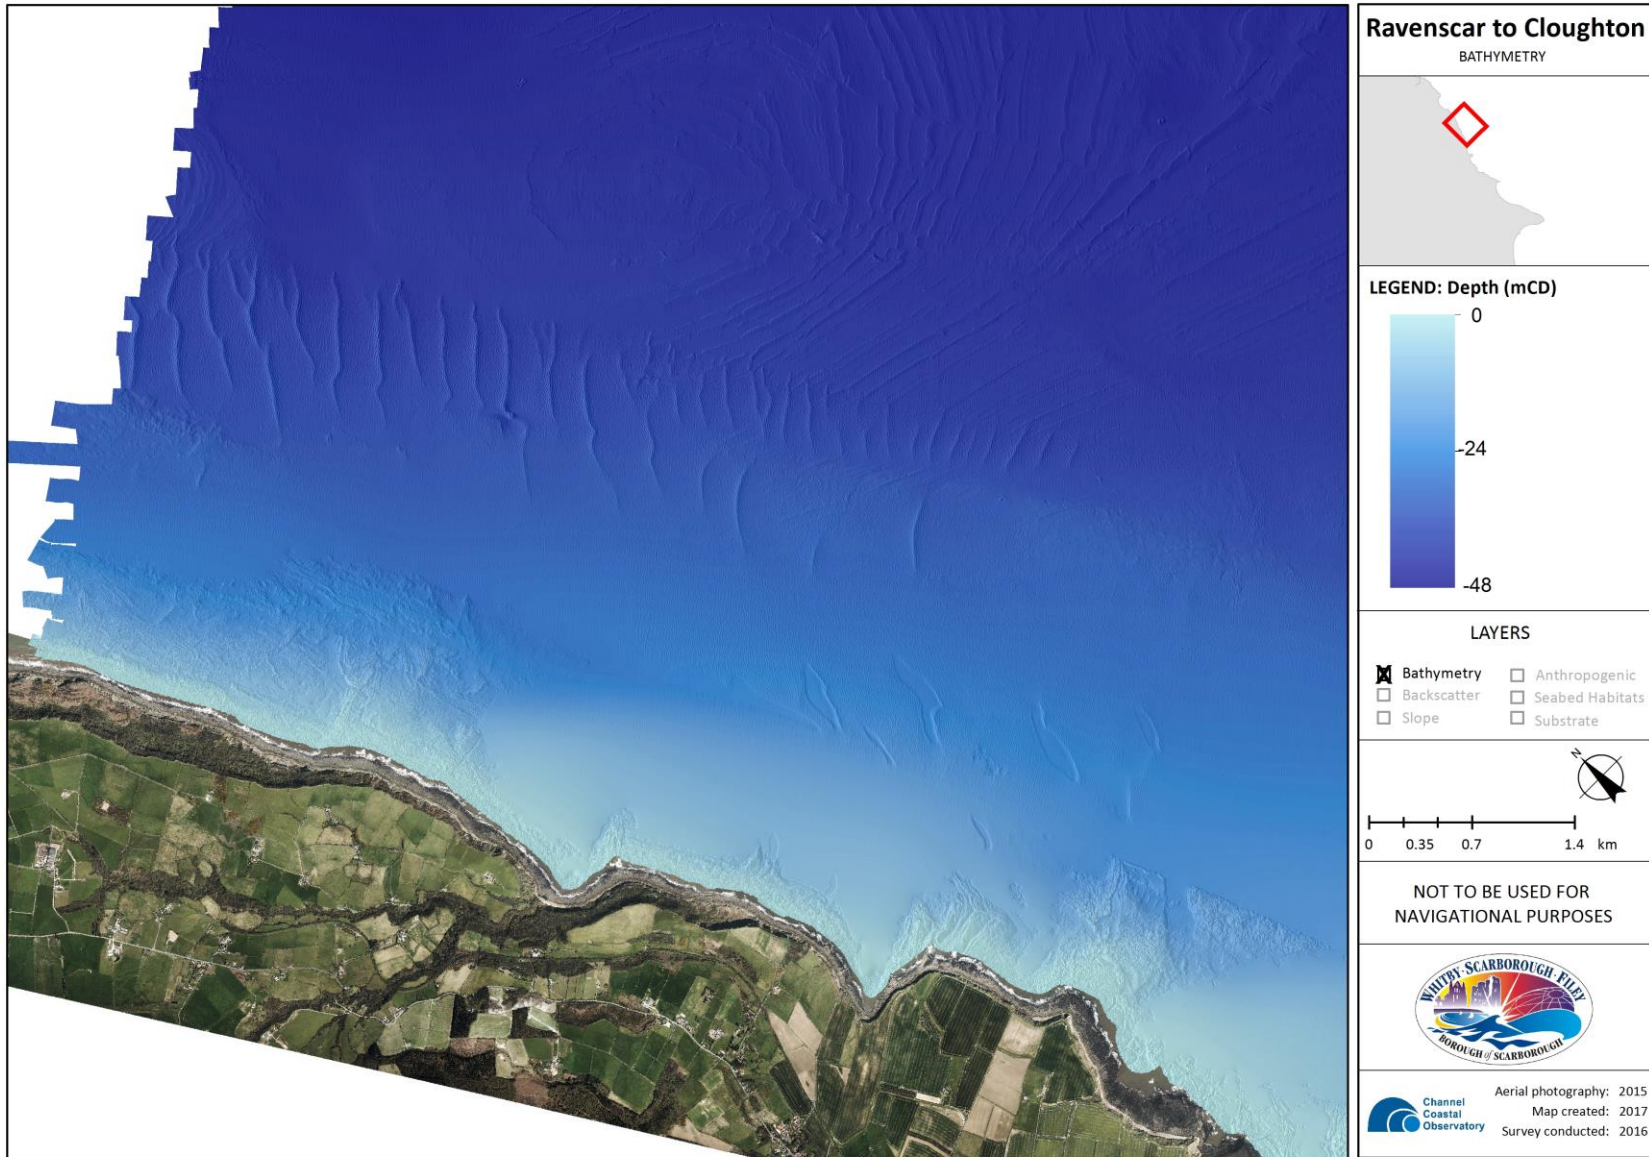 Ravenscar to Cloughton
BATHYMETRY
LEGEND: Depth (mCD)
0
-24
-48
LAYERS
Bathymetry
Anthropogenic
Backscatter
Seabed Habitats
Slope
Substrate
N
0 0.35 0.7 1.4 km
NOT TO BE USED FOR
NAVIGATIONAL PURPOSES
WHITBY·SCARBOROUGH·FILEY
BOROUGH of SCARBOROUGH
Channel
Coastal
Observatory
Aerial photography: 2015
Map created: 2017
Survey conducted: 2016